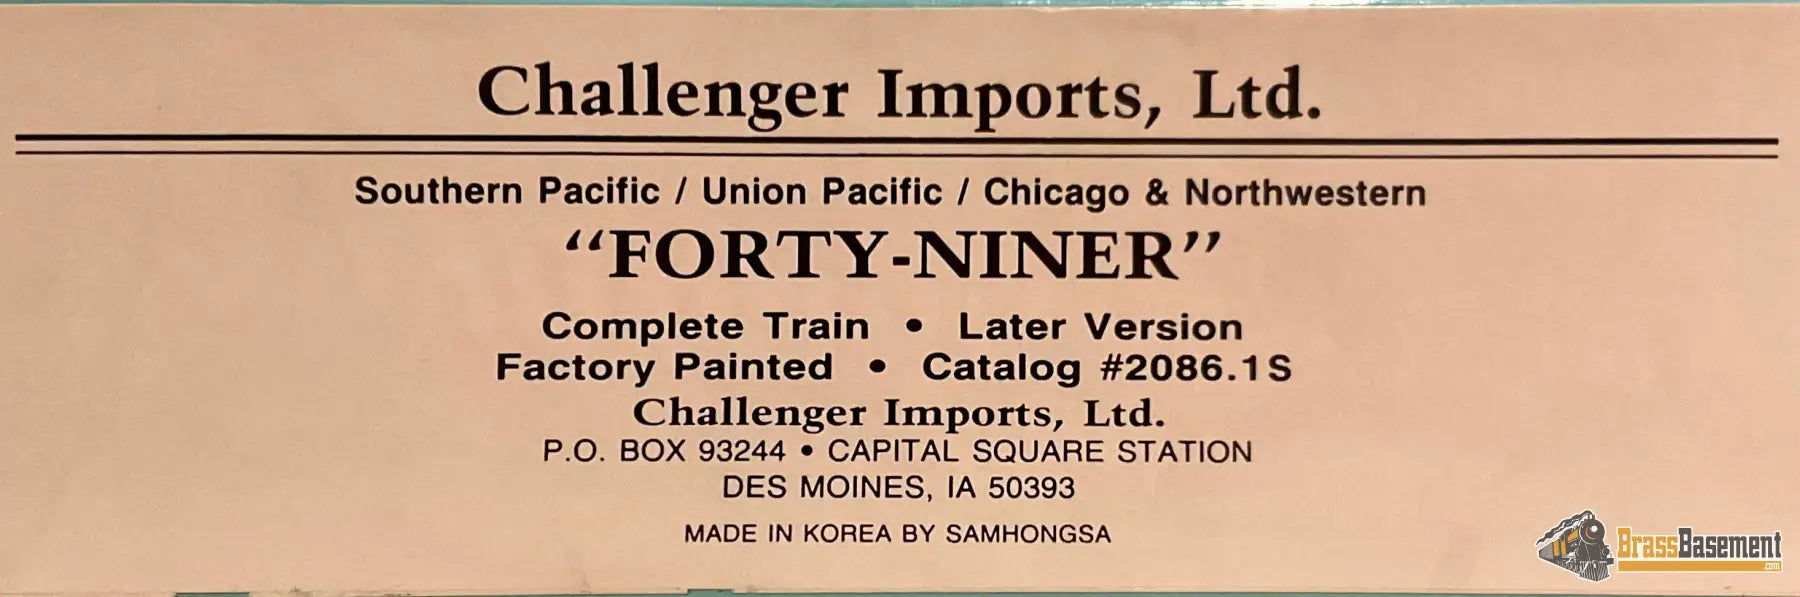 Challenger Imports, Ltd.
Southern Pacific / Union Pacific / Chicago & Northwestern
“FORTY-NINER”
Complete Train • Later Version
Factory Painted • Catalog #2086.1S
Challenger Imports, Ltd.
P.O. BOX 93244 • CAPITAL SQUARE STATION
DES MOINES, IA 50393
MADE IN KOREA BY SAMHONGSA
BrassBasement
.com